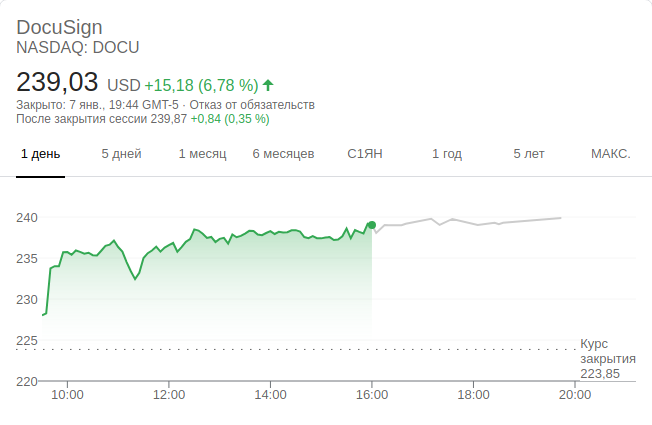 DocuSign
NASDAQ: DOCU
239,03 USD +15,18 (6,78 %)
Закрыто: 7 янв., 19:44 GMT-5 · Отказ от обязательств
После закрытия сессии 239,87 +0,84 (0,35 %)
1 день 5 дней 1 месяц 6 месяцев С1ЯН 1 год 5 лет МАКС.
240
235
230
225
Курс
закрытия
223,85
220
10:00 12:00 14:00 16:00 18:00 20:00